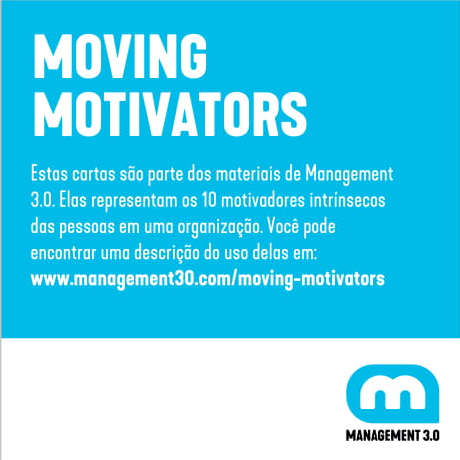 MOVING
MOTIVATORS
Estas cartas são parte dos materiais de Management
3.0. Elas representam os 10 motivadores intrínsecos
das pessoas em uma organização. Você pode
encontrar uma descrição do uso delas em:
www.management30.com/moving-motivators
m
MANAGEMENT 3.0